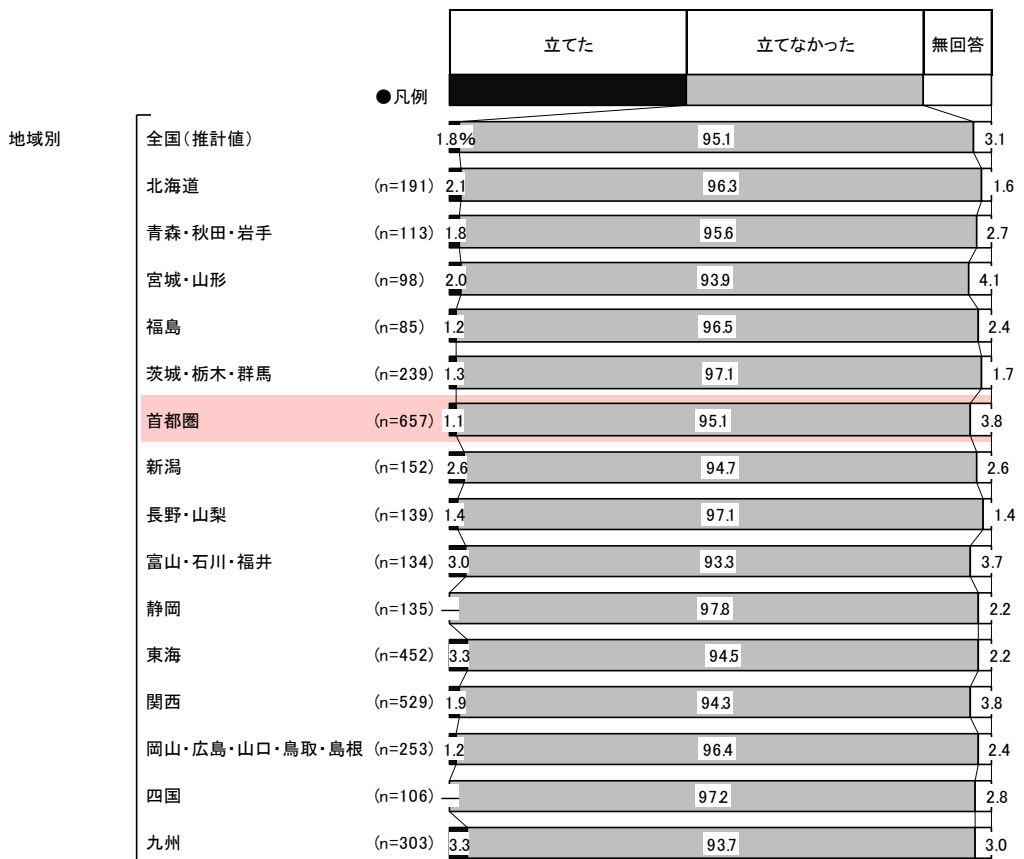 立てた 立てなかった 無回答
●凡例
地域別 全国(推計値) 1.8% 95.1 3.1
北海道 (n=191) 2.1 96.3 1.6
青森・秋田・岩手 (n=113) 1.8 95.6 2.7
宮城・山形 (n=98) 2.0 93.9 4.1
福島 (n=85) 1.2 96.5 2.4
茨城・栃木・群馬 (n=239) 1.3 97.1 1.7
首都圏 (n=657) 1.1 95.1 3.8
新潟 (n=152) 2.6 94.7 2.6
長野・山梨 (n=139) 1.4 97.1 1.4
富山・石川・福井 (n=134) 3.0 93.3 3.7
静岡 (n=135) — 97.8 2.2
東海 (n=452) 3.3 94.5 2.2
関西 (n=529) 1.9 94.3 3.8
岡山・広島・山口・鳥取・島根 (n=253) 1.2 96.4 2.4
四国 (n=106) — 97.2 2.8
九州 (n=303) 3.3 93.7 3.0